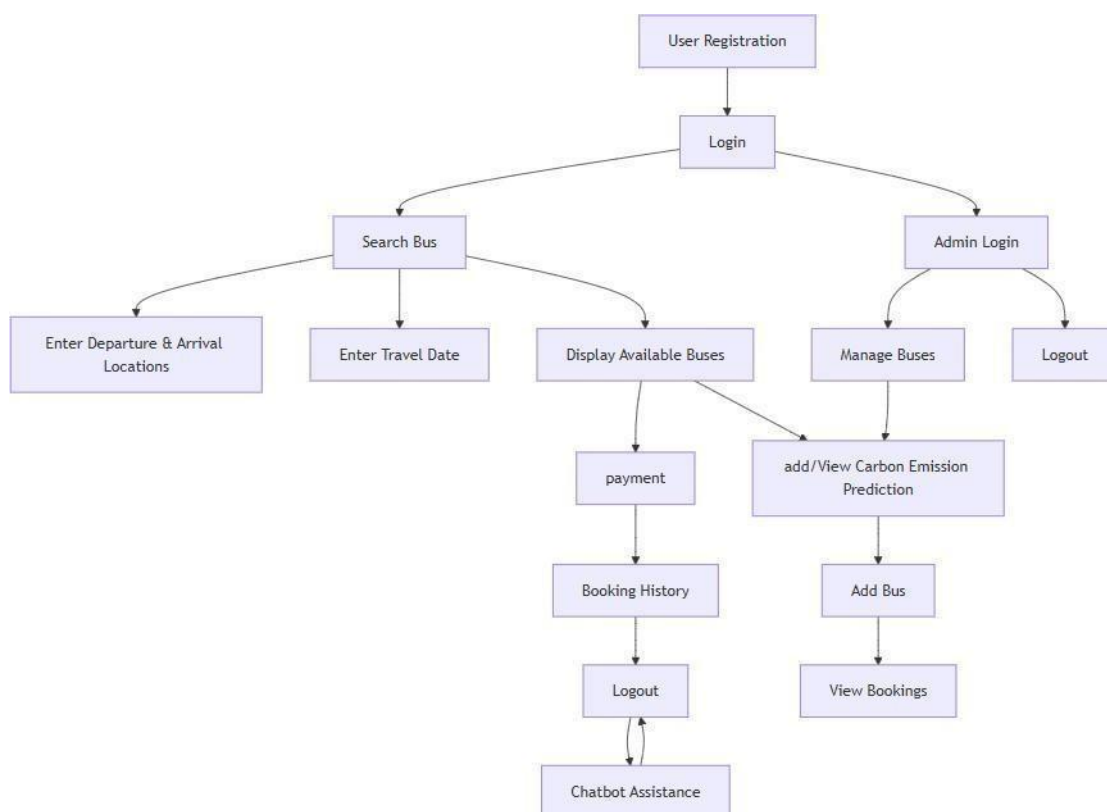 User Registration
Login
Search Bus
Admin Login
Enter Departure & Arrival
Locations
Enter Travel Date
Display Available Buses
Manage Buses
Logout
payment
add/View Carbon Emission
Prediction
Booking History
Add Bus
Logout
View Bookings
Chatbot Assistance